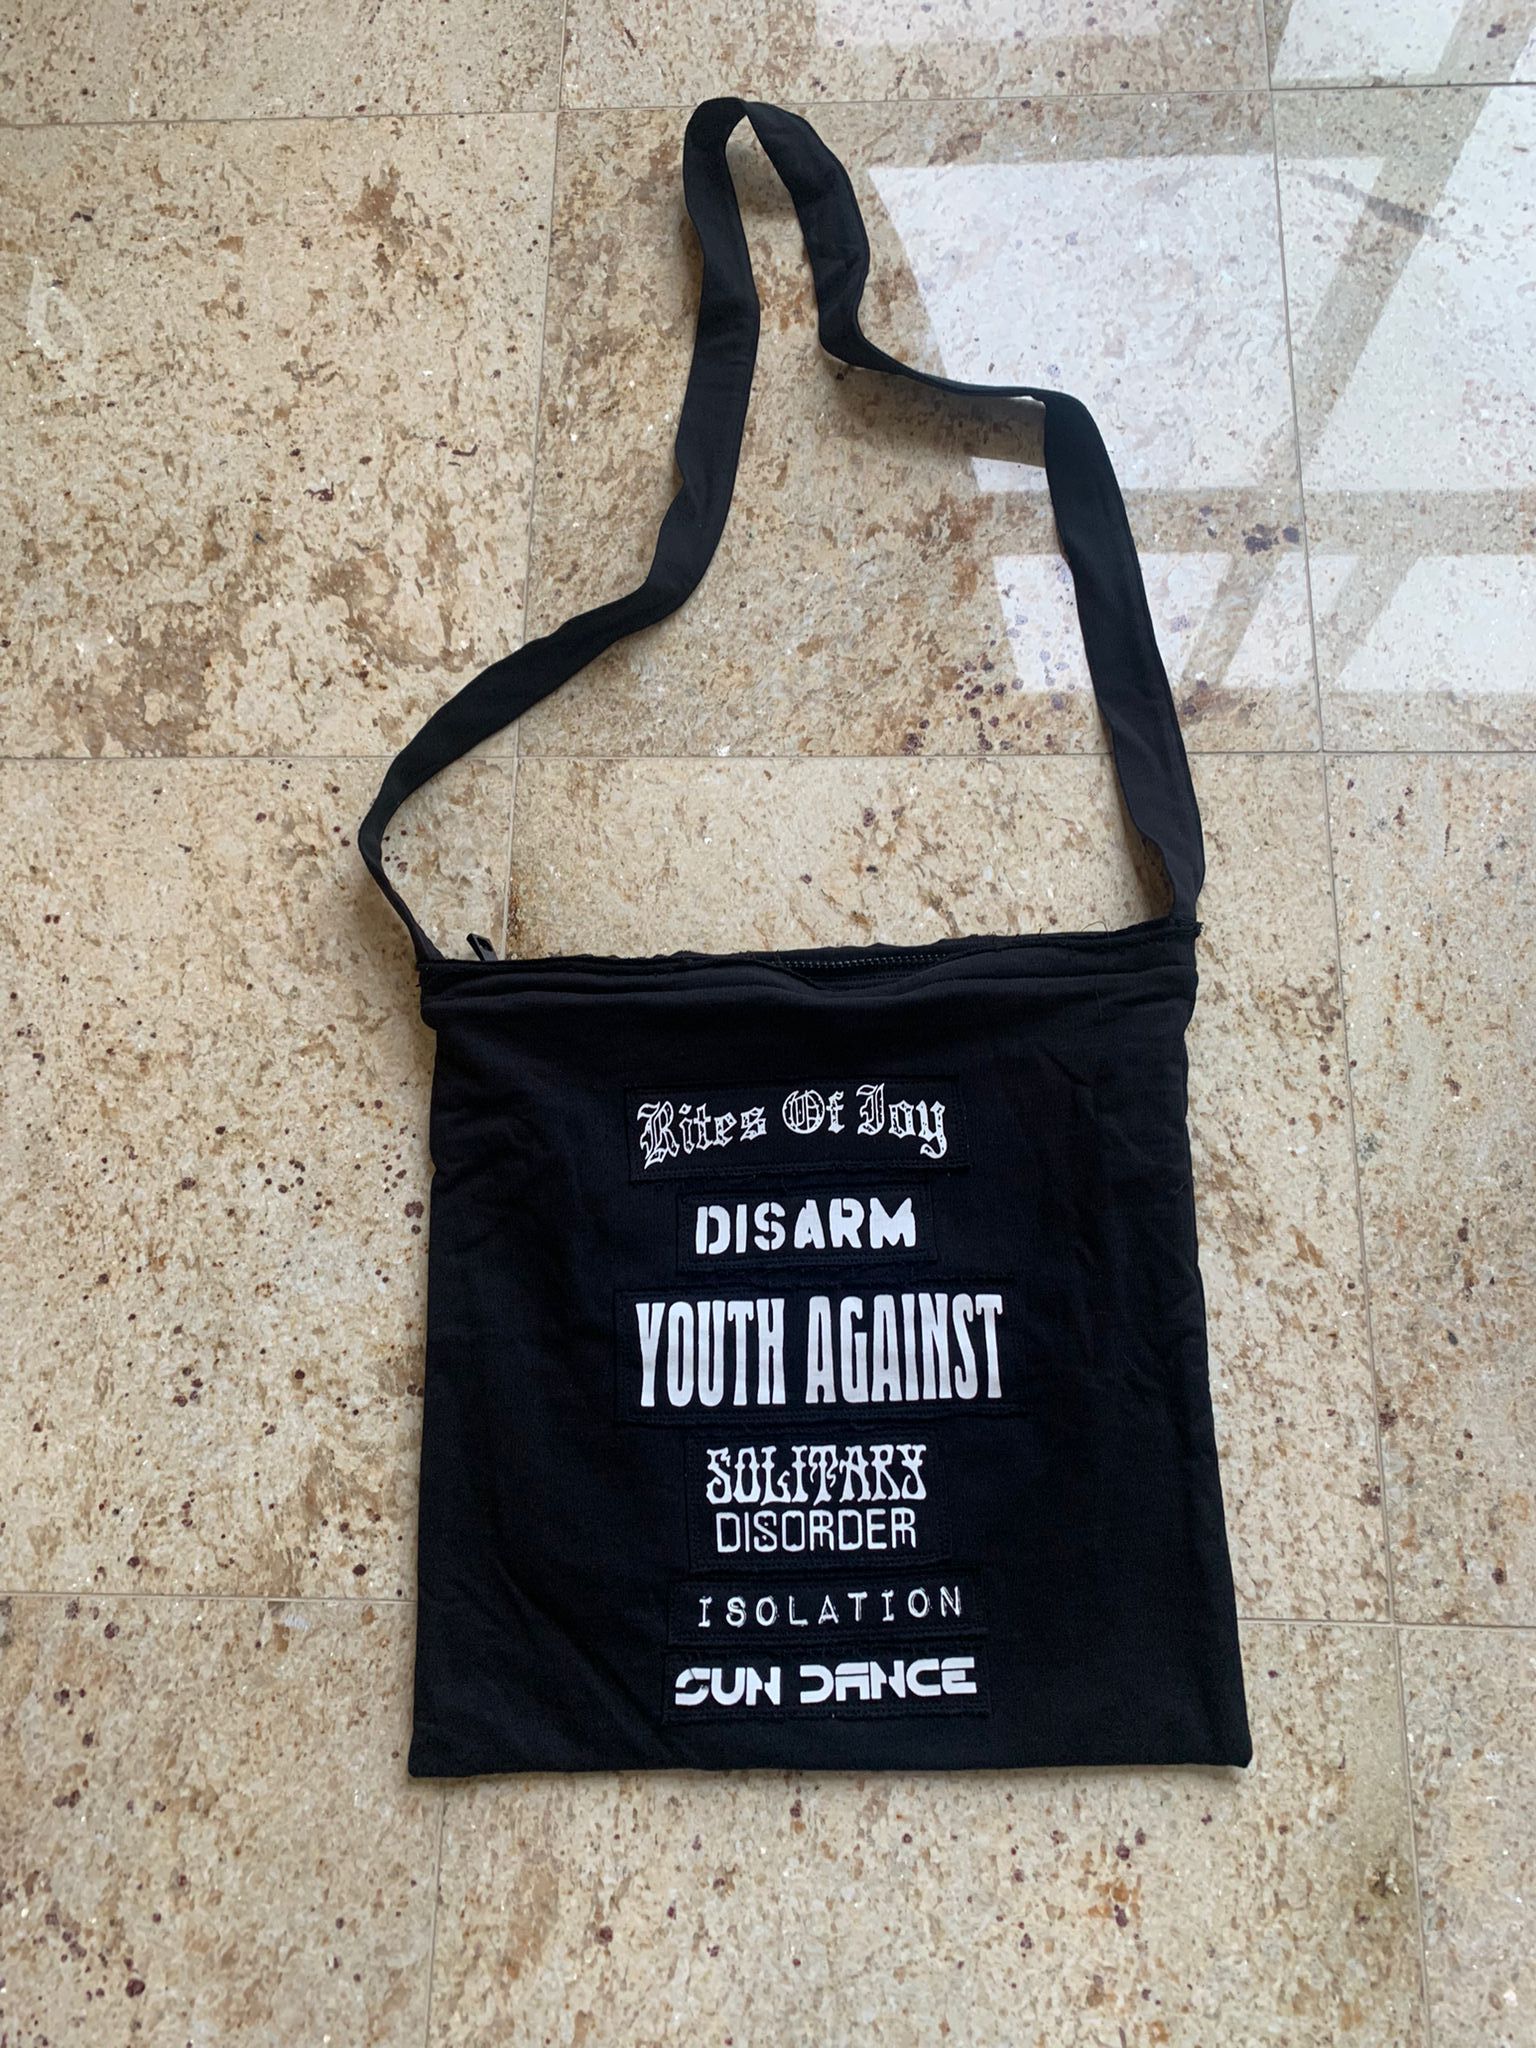 Rites Of Joy
DISARM
YOUTH AGAINST
SOLITARY
DISORDER
ISOLATION
SUN DANCE